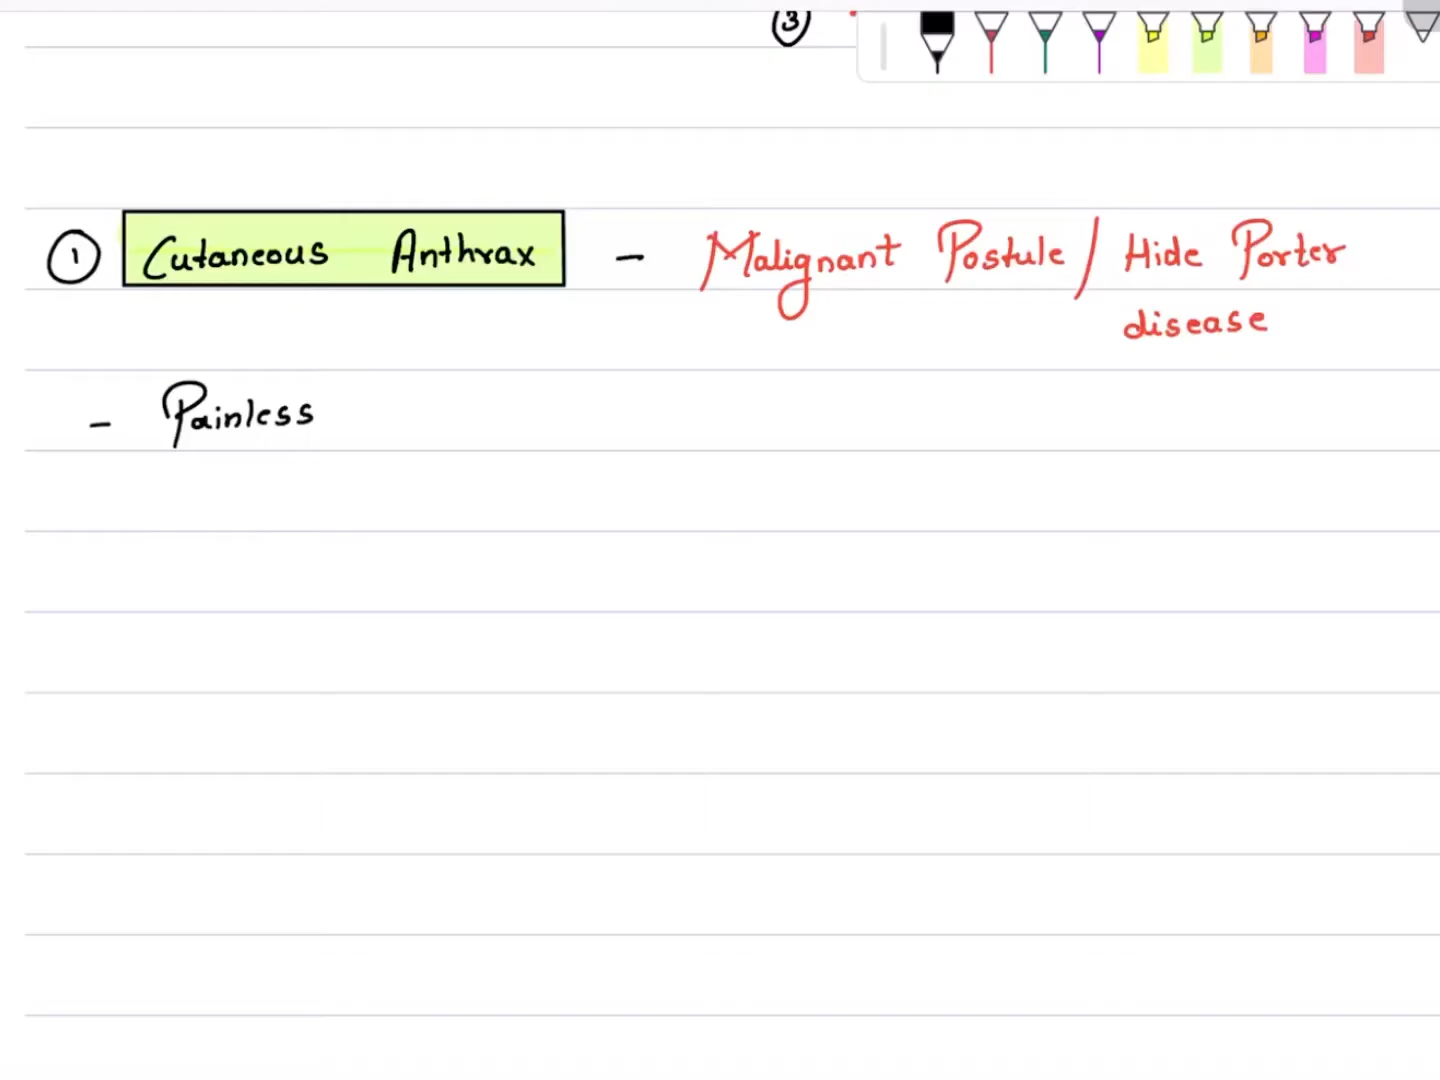 3
1 Cutaneous Anthrax - Malignant Postule / Hide Porter
disease
- Painless